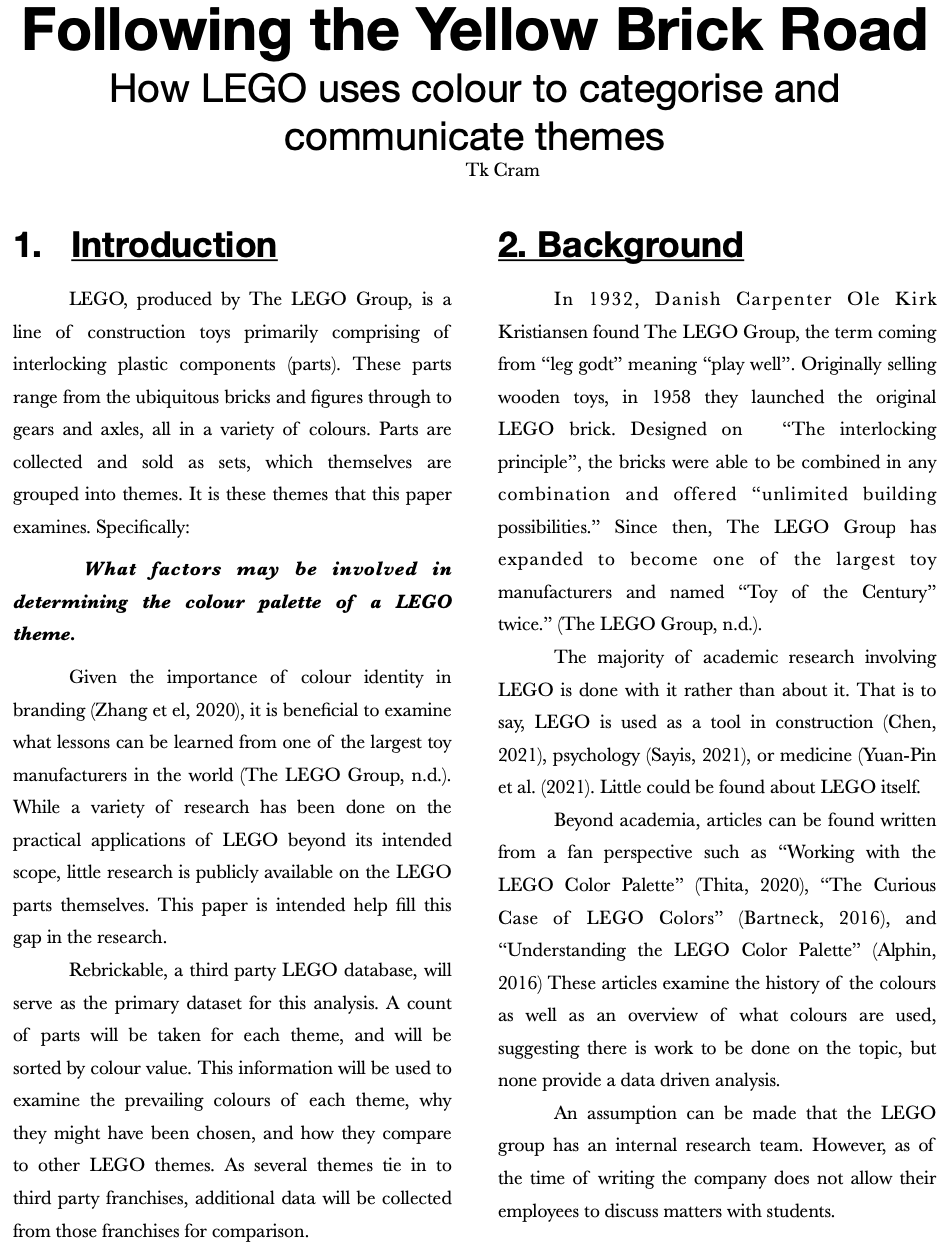 Following the Yellow Brick Road
How LEGO uses colour to categorise and
communicate themes
Tk Cram
1. Introduction
LEGO, produced by The LEGO Group, is a
line of construction toys primarily comprising of
interlocking plastic components (parts). These parts
range from the ubiquitous bricks and figures through to
gears and axles, all in a variety of colours. Parts are
collected and sold as sets, which themselves are
grouped into themes. It is these themes that this paper
examines. Specifically:
What factors may be involved in
determining the colour palette of a LEGO
theme.
Given the importance of colour identity in
branding (Zhang et el, 2020), it is beneficial to examine
what lessons can be learned from one of the largest toy
manufacturers in the world (The LEGO Group, n.d.).
While a variety of research has been done on the
practical applications of LEGO beyond its intended
scope, little research is publicly available on the LEGO
parts themselves. This paper is intended help fill this
gap in the research.
Rebrickable, a third party LEGO database, will
serve as the primary dataset for this analysis. A count
of parts will be taken for each theme, and will be
sorted by colour value. This information will be used to
examine the prevailing colours of each theme, why
they might have been chosen, and how they compare
to other LEGO themes. As several themes tie in to
third party franchises, additional data will be collected
from those franchises for comparison.
2. Background
In 1932, Danish Carpenter Ole Kirk
Kristiansen found The LEGO Group, the term coming
from “leg godt” meaning “play well”. Originally selling
wooden toys, in 1958 they launched the original
LEGO brick. Designed on “The interlocking
principle”, the bricks were able to be combined in any
combination and offered “unlimited building
possibilities.” Since then, The LEGO Group has
expanded to become one of the largest toy
manufacturers and named “Toy of the Century”
twice.” (The LEGO Group, n.d.).
The majority of academic research involving
LEGO is done with it rather than about it. That is to
say, LEGO is used as a tool in construction (Chen,
2021), psychology (Sayis, 2021), or medicine (Yuan-Pin
et al. (2021). Little could be found about LEGO itself.
Beyond academia, articles can be found written
from a fan perspective such as “Working with the
LEGO Color Palette” (Thita, 2020), “The Curious
Case of LEGO Colors” (Bartneck, 2016), and
“Understanding the LEGO Color Palette” (Alphin,
2016) These articles examine the history of the colours
as well as an overview of what colours are used,
suggesting there is work to be done on the topic, but
none provide a data driven analysis.
An assumption can be made that the LEGO
group has an internal research team. However, as of
the time of writing the company does not allow their
employees to discuss matters with students.